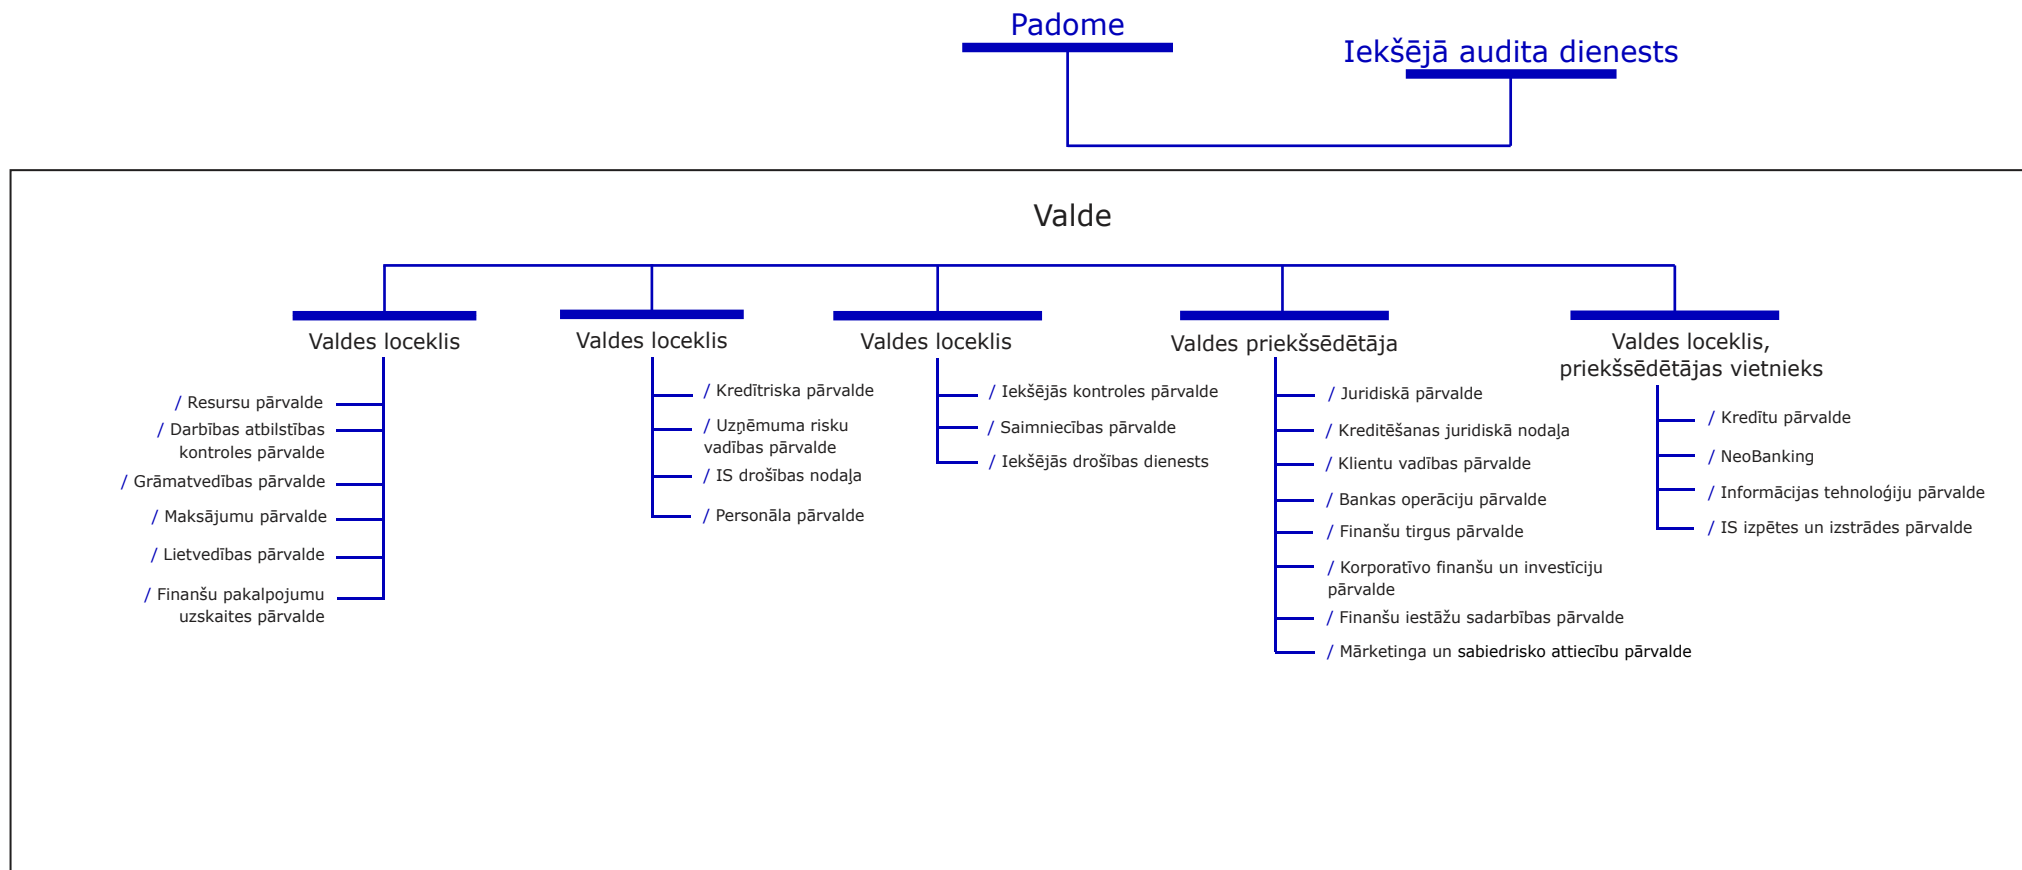 Padome
Iekšējā audita dienests
Valde
Valdes loceklis
/ Resursu pārvalde
/ Darbības atbilstības
kontroles pārvalde
/ Grāmatvedības pārvalde
/ Maksājumu pārvalde
/ Lietvedības pārvalde
/ Finanšu pakalpojumu
uzskaites pārvalde
Valdes loceklis
/ Kredītriska pārvalde
/ Uzņēmuma risku
vadības pārvalde
/ IS drošības nodaļa
/ Personāla pārvalde
Valdes loceklis
/ Iekšējās kontroles pārvalde
/ Saimniecības pārvalde
/ Iekšējās drošības dienests
Valdes priekšsēdētāja
/ Juridiskā pārvalde
/ Kreditēšanas juridiskā nodaļa
/ Klientu vadības pārvalde
/ Bankas operāciju pārvalde
/ Finanšu tirgus pārvalde
/ Korporatīvo finanšu un investīciju
pārvalde
/ Finanšu iestāžu sadarbības pārvalde
/ Mārketinga un sabiedrisko attiecību pārvalde
Valdes loceklis,
priekšsēdētājas vietnieks
/ Kredītu pārvalde
/ NeoBanking
/ Informācijas tehnoloģiju pārvalde
/ IS izpētes un izstrādes pārvalde